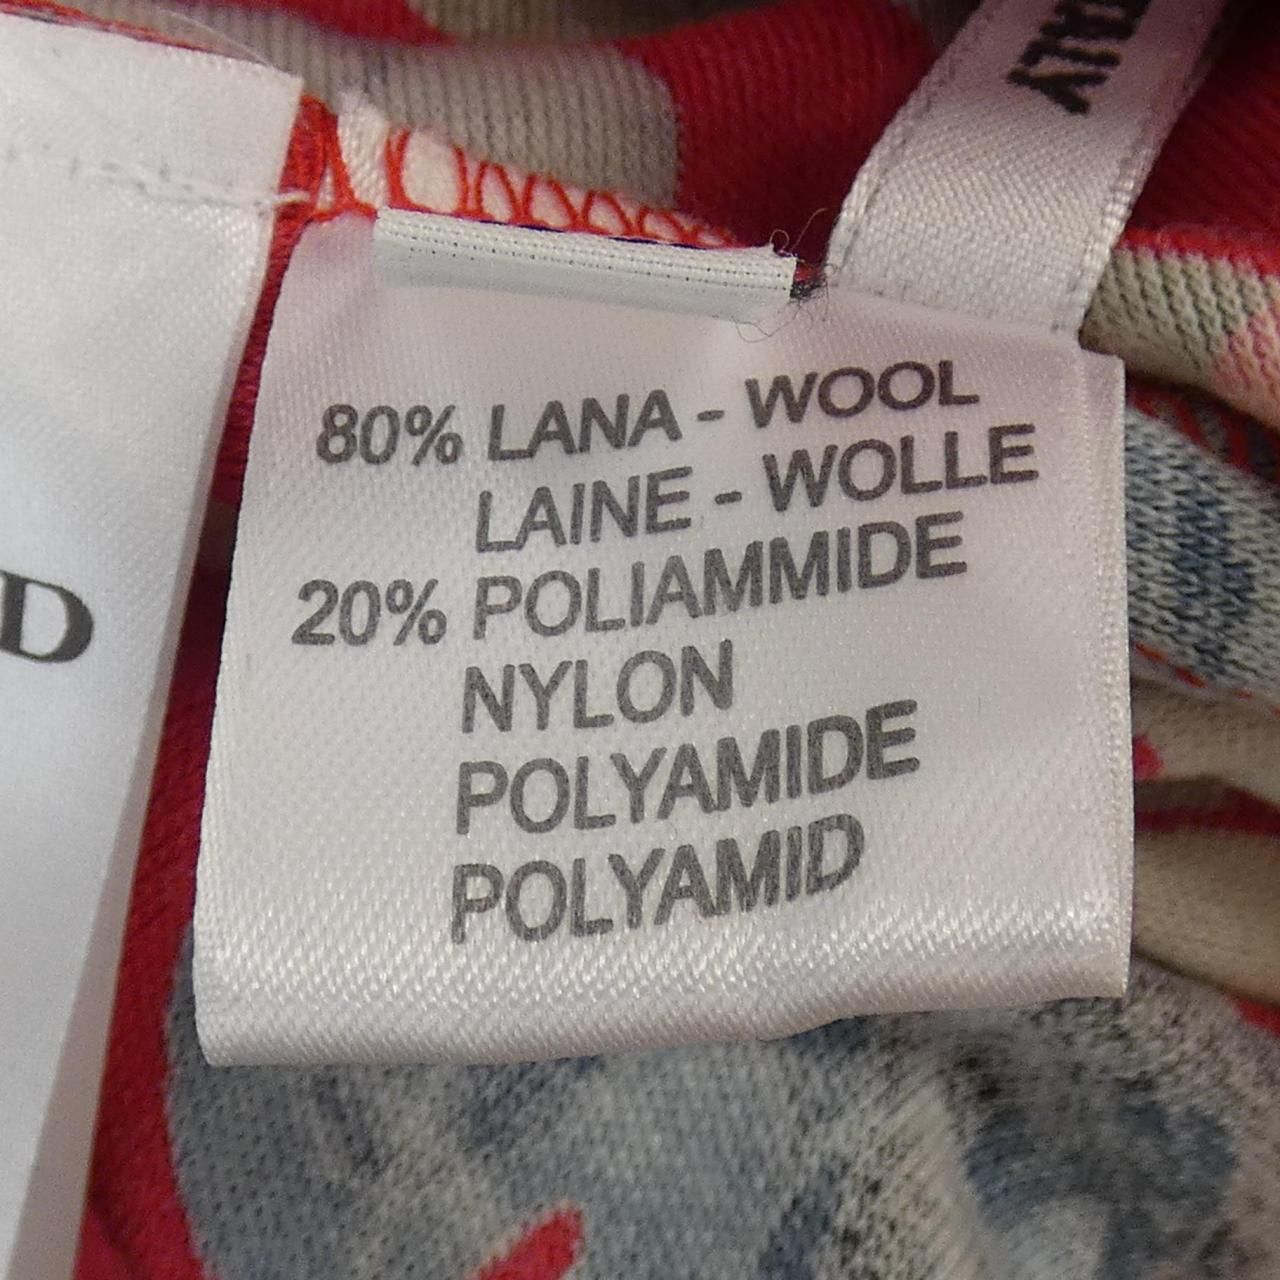 80% LANA - WOOL
LAINE - WOLLE
20% POLIAMMIDE
NYLON
POLYAMIDE
POLYAMID
D